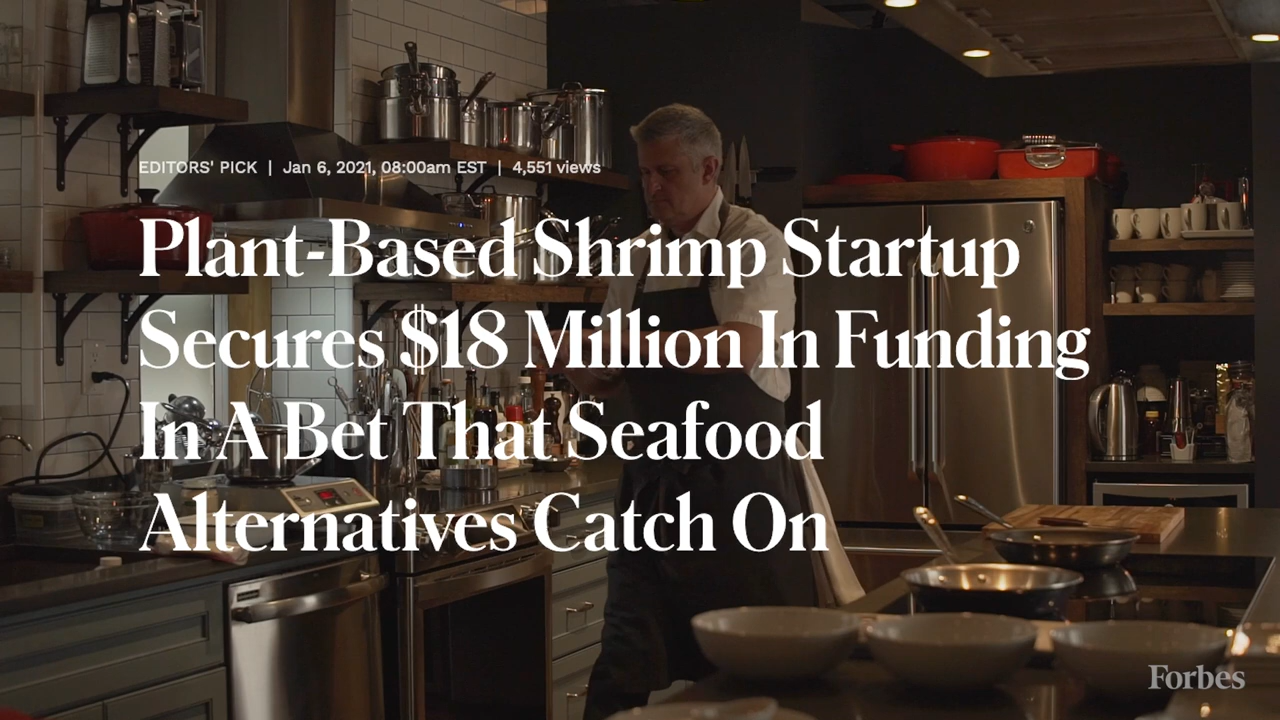 EDITORS' PICK | Jan 6, 2021, 08:00am EST | 4,551 views
Plant-Based Shrimp Startup
Secures $18 Million In Funding
In A Bet That Seafood
Alternatives Catch On
Forbes